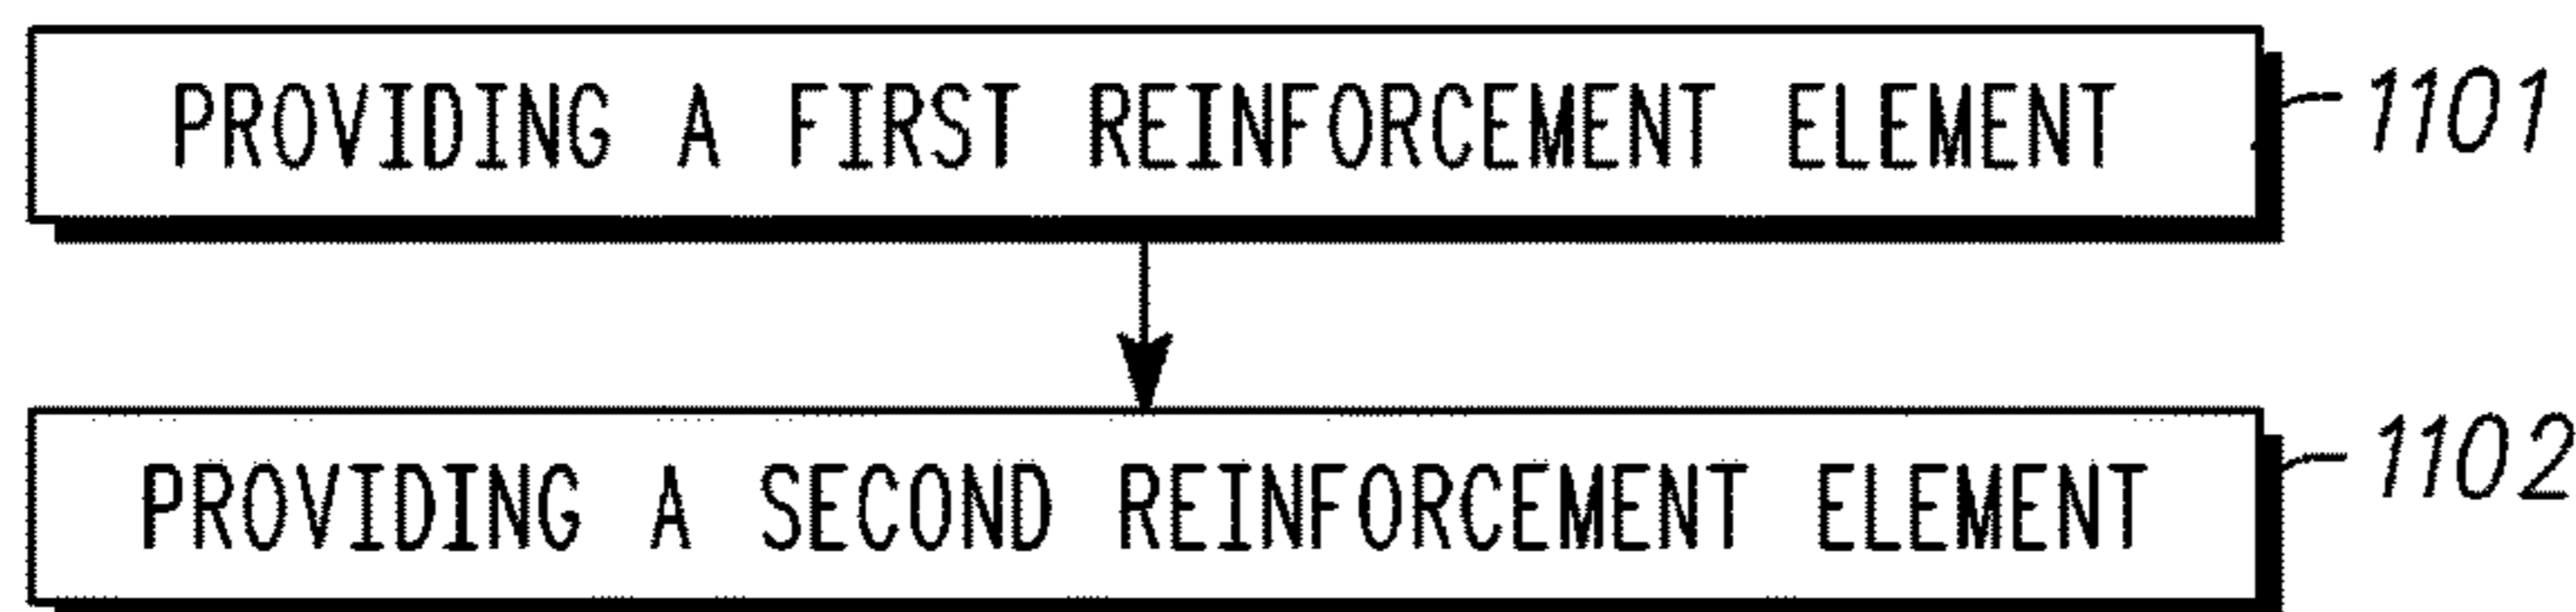 PROVIDING A FIRST REINFORCEMENT ELEMENT 1101
PROVIDING A SECOND REINFORCEMENT ELEMENT 1102